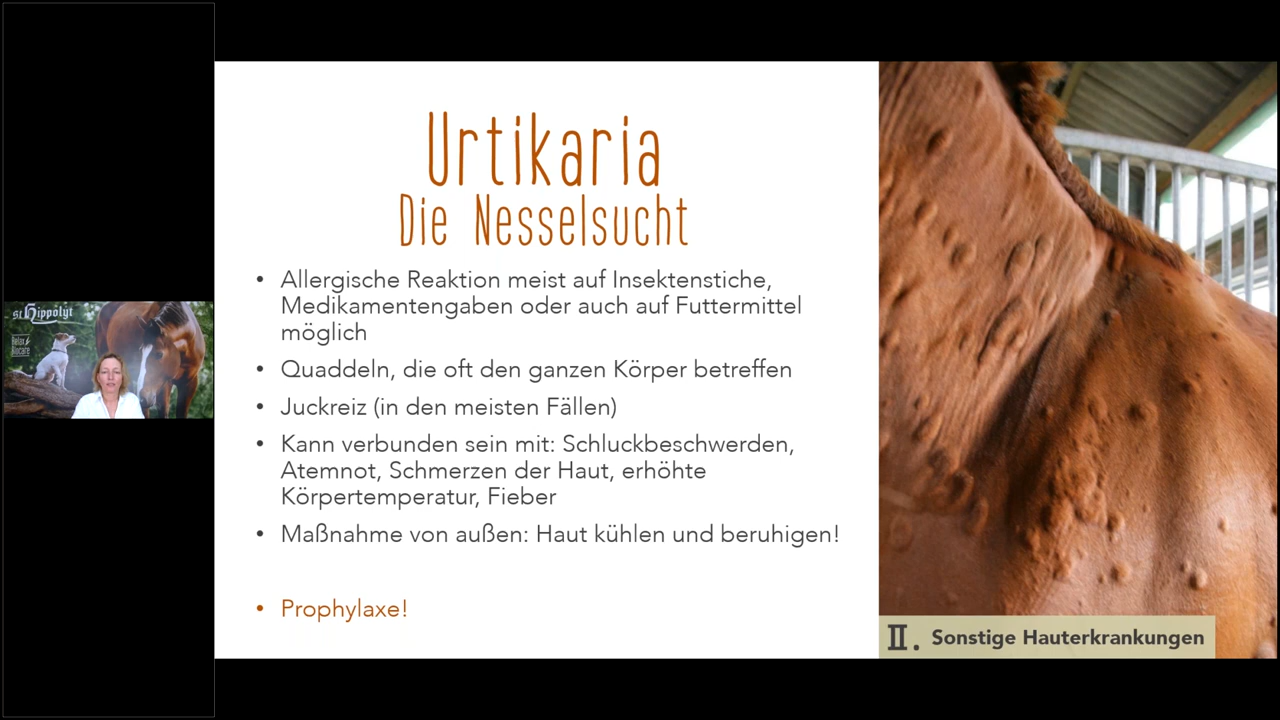 st. Hippolyt
Relax
Biocare
Urtikaria
Die Nesselsucht
• Allergische Reaktion meist auf Insektenstiche,
Medikamentengaben oder auch auf Futtermittel
möglich
• Quaddeln, die oft den ganzen Körper betreffen
• Juckreiz (in den meisten Fällen)
• Kann verbunden sein mit: Schluckbeschwerden,
Atemnot, Schmerzen der Haut, erhöhte
Körpertemperatur, Fieber
• Maßnahme von außen: Haut kühlen und beruhigen!
• Prophylaxe!
II. Sonstige Hauterkrankungen